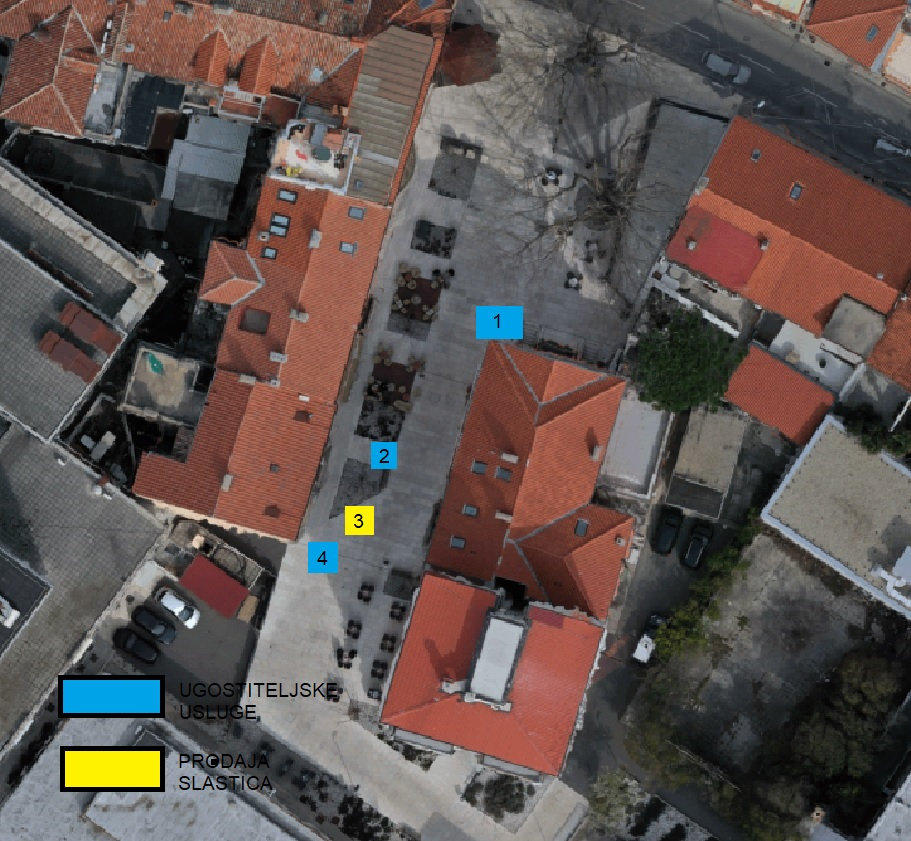 1
2
3
4
UGOSTITELJSKE
USLUGE
PRODAJA
SLASTICA